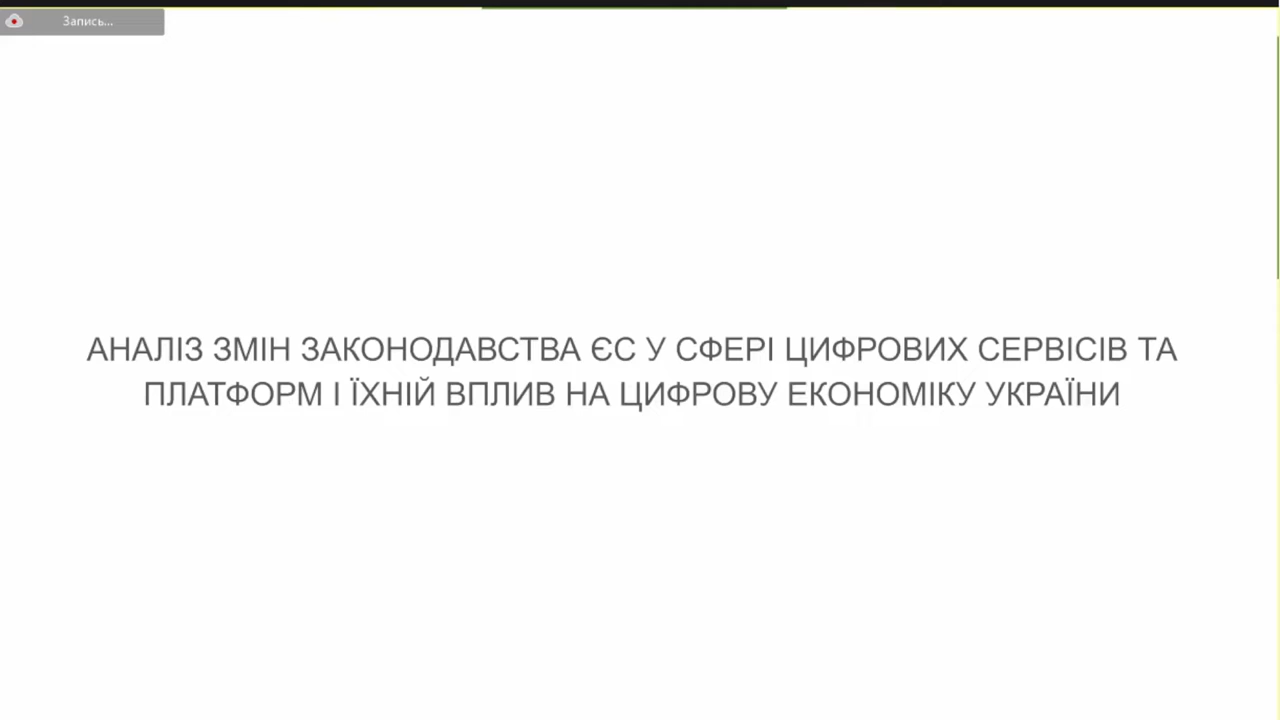 Запись...
АНАЛІЗ ЗМІН ЗАКОНОДАВСТВА ЄС У СФЕРІ ЦИФРОВИХ СЕРВІСІВ ТА
ПЛАТФОРМ І ЇХНІЙ ВПЛИВ НА ЦИФРОВУ ЕКОНОМІКУ УКРАЇНИ